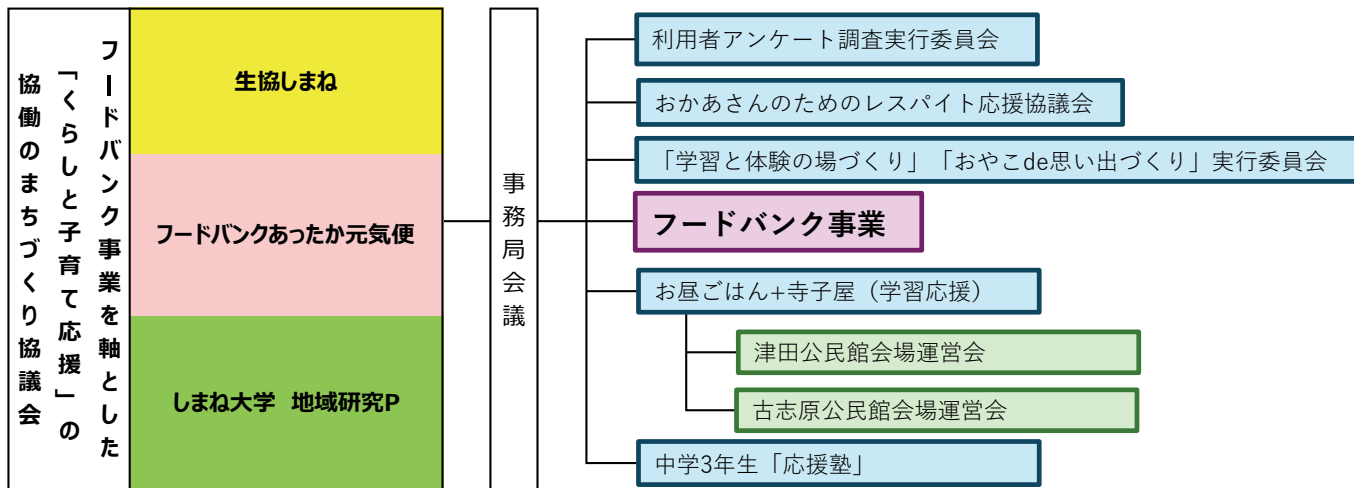 フードバンク事業を軸とした
「くらしと子育て応援」の
協働のまちづくり協議会
生協しまね
フードバンクあったか元気便
しまね大学 地域研究P
事務局会議
利用者アンケート調査実行委員会
おかあさんのためのレスパイト応援協議会
「学習と体験の場づくり」「おやこde思い出づくり」実行委員会
フードバンク事業
お昼ごはん+寺子屋（学習応援）
津田公民館会場運営会
古志原公民館会場運営会
中学3年生「応援塾」